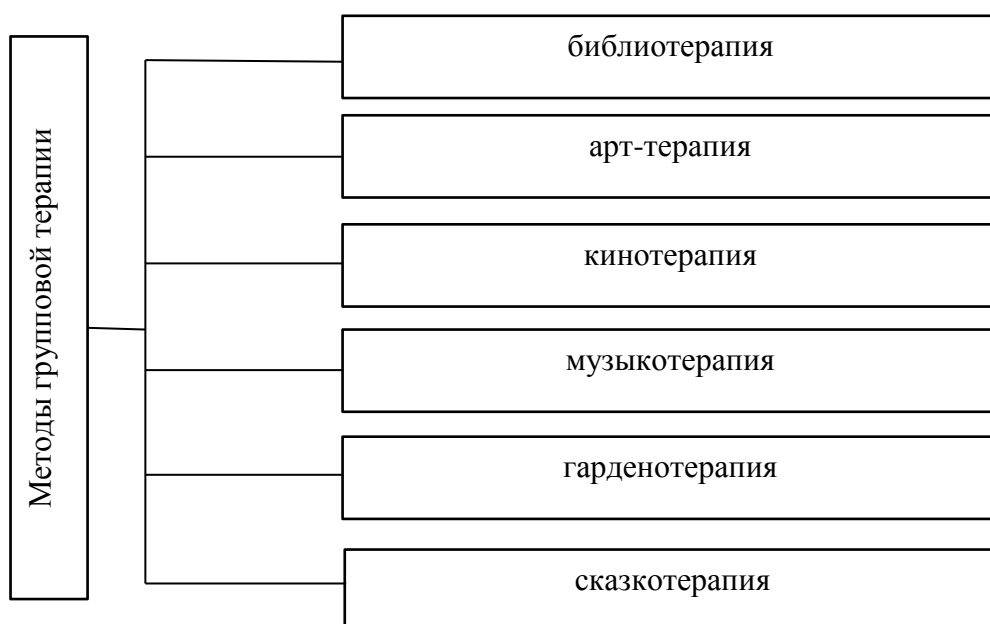 Методы групповой терапии
библиотерапия
арт-терапия
кинотерапия
музыкотерапия
гарденотерапия
сказкотерапия